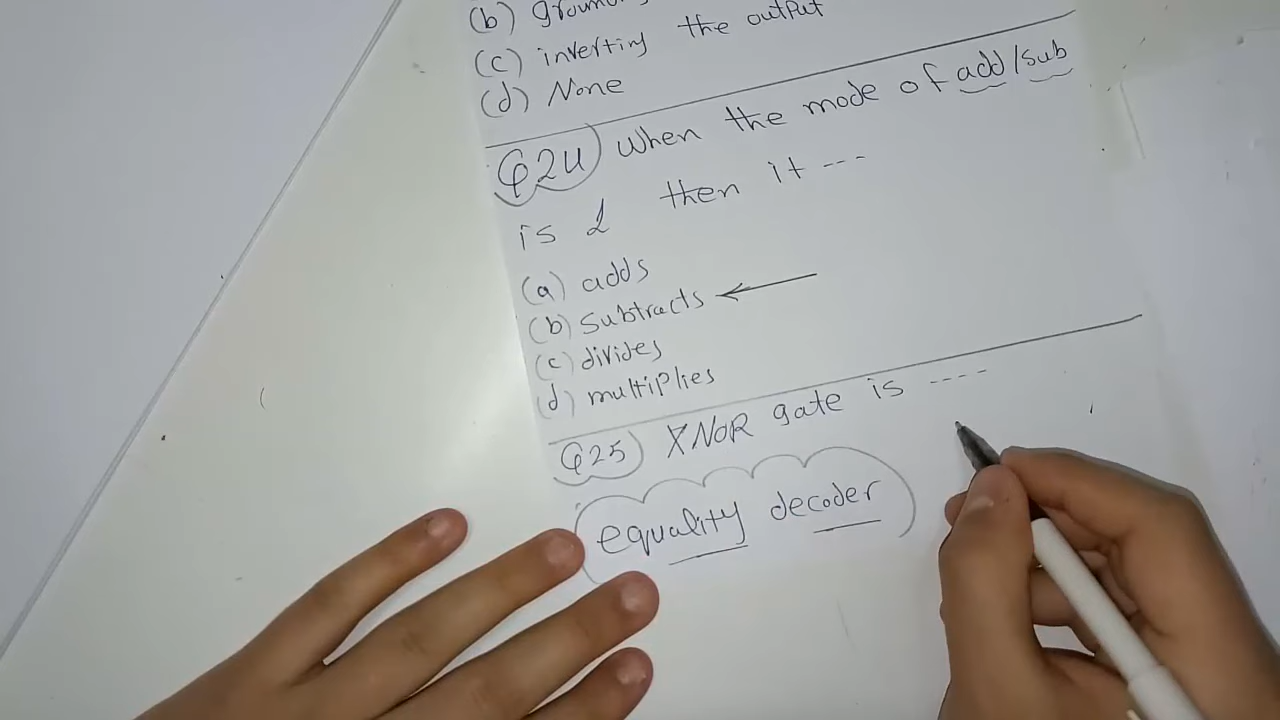 (b)
(c) inverting the output
(d) None
Q24) When the mode of add/sub
is 1 then it ---
(a) adds
(b) Subtracts
(c) divides
(d) multiplies
Q25) XNOR gate is ----
equality decoder